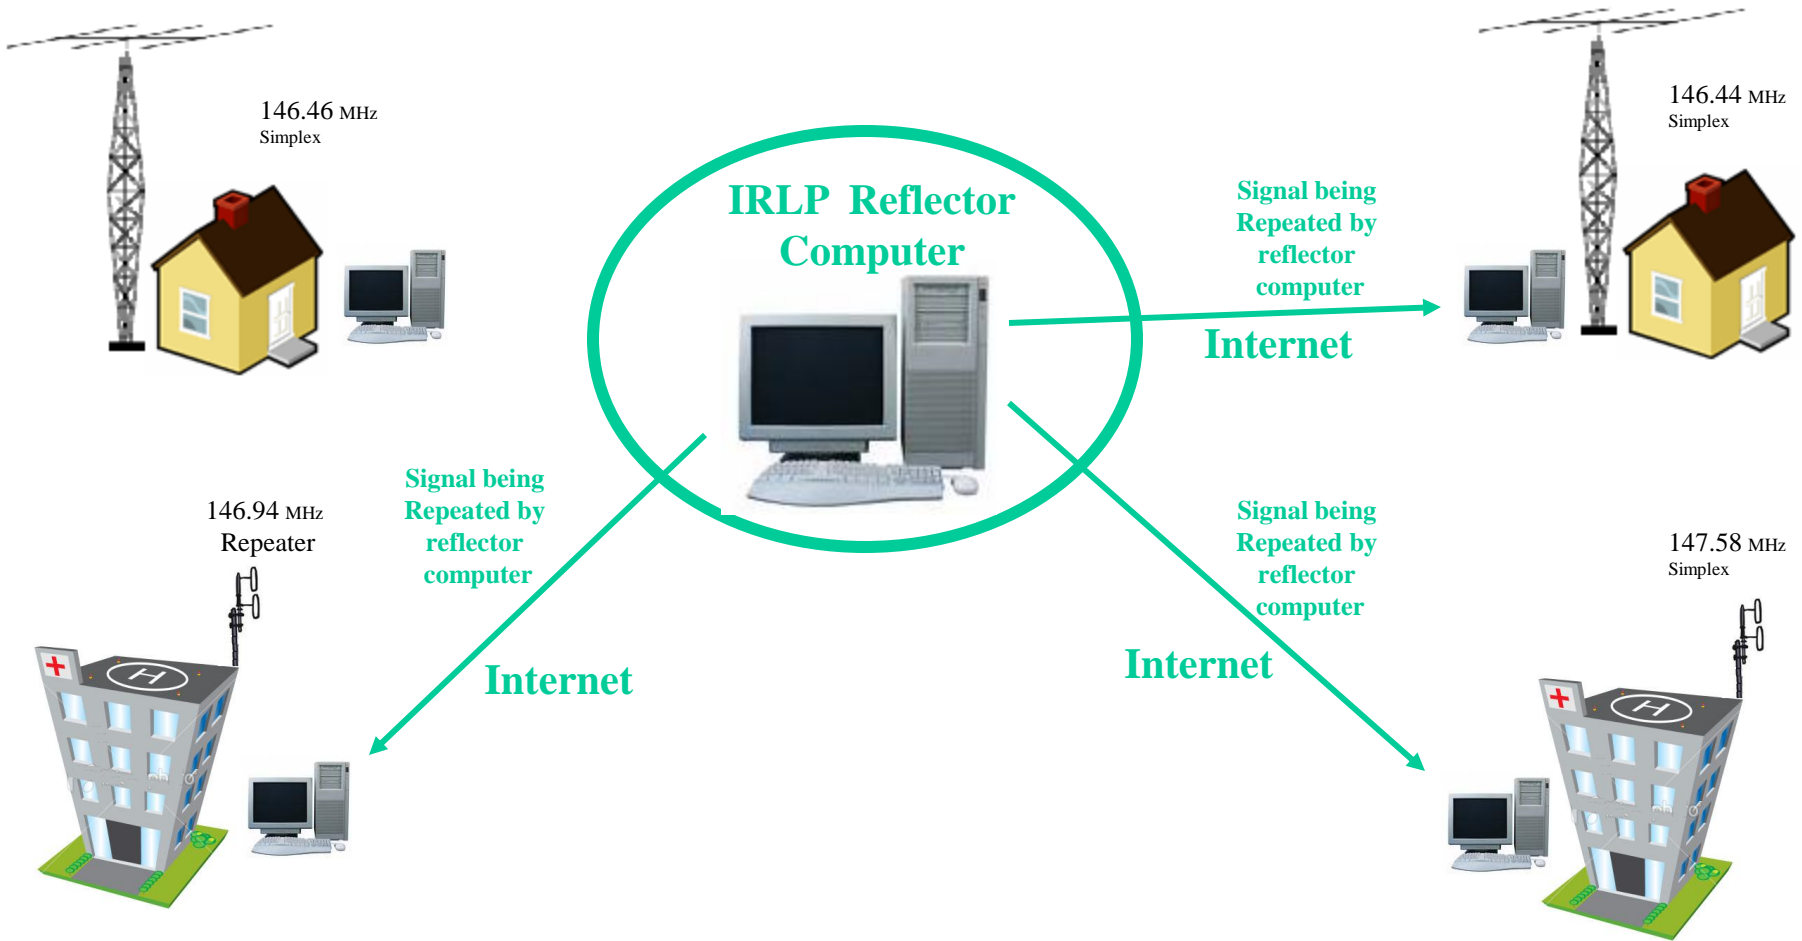 146.46 MHz
Simplex
146.44 MHz
Simplex
IRLP Reflector
Computer
Signal being
Repeated by
reflector
computer
Internet
146.94 MHz
Repeater
Signal being
Repeated by
reflector
computer
Internet
Signal being
Repeated by
reflector
computer
Internet
147.58 MHz
Simplex
H
H